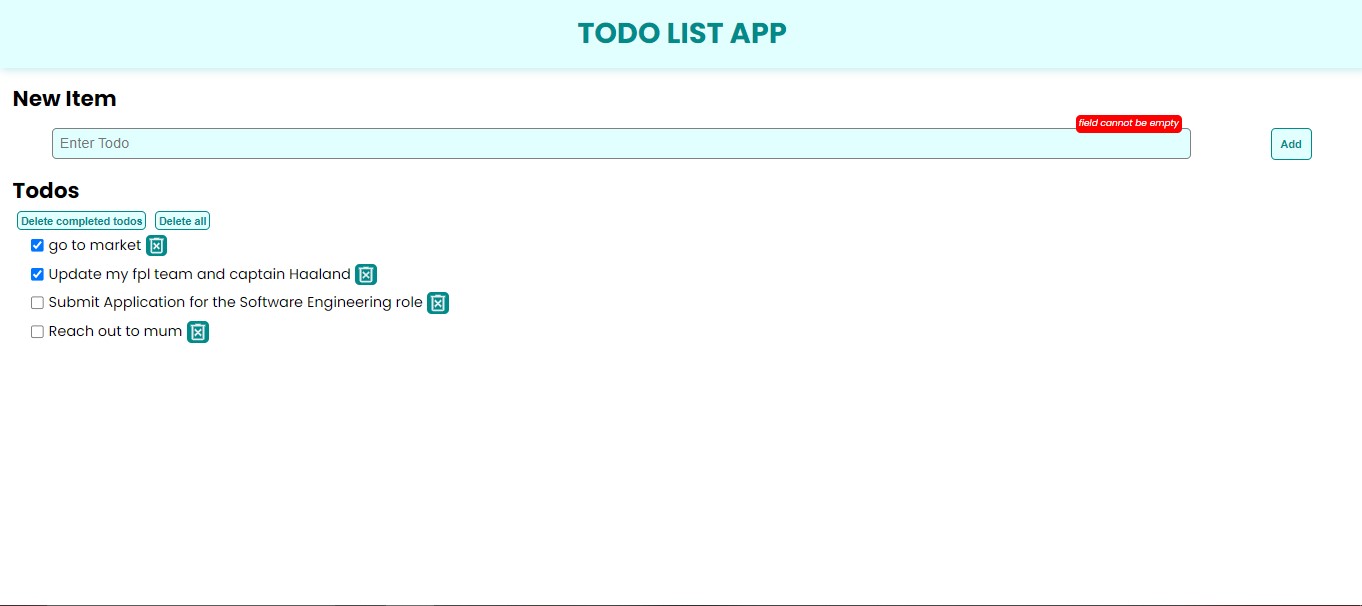 TODO LIST APP
New Item
field cannot be empty
Enter Todo
Add
Todos
Delete completed todos Delete all
go to market
Update my fpl team and captain Haaland
Submit Application for the Software Engineering role
Reach out to mum